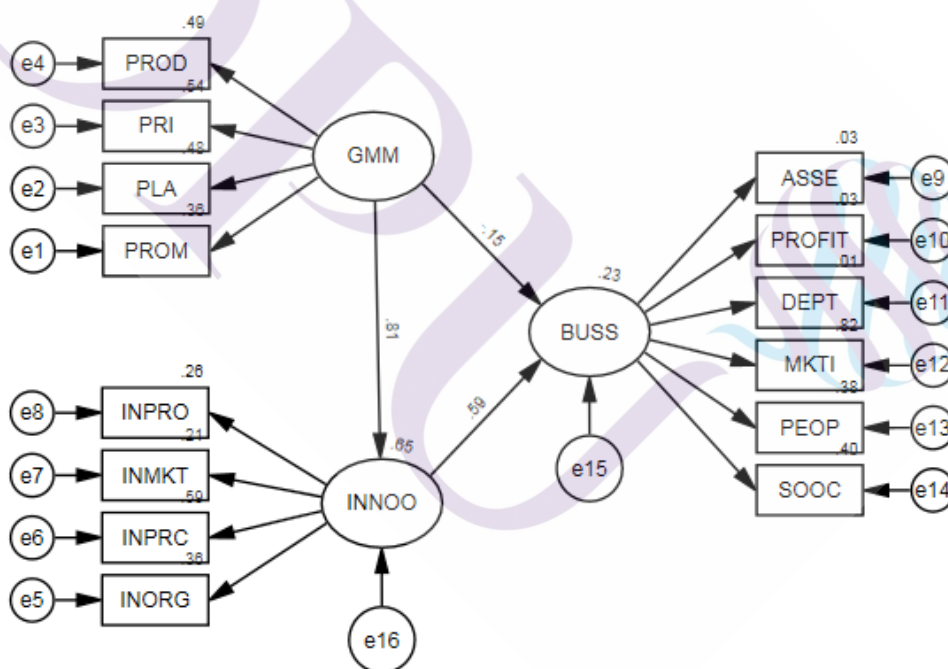 .49
e4
PROD
.54
e3
PRI
.48
e2
PLA
.36
e1
PROM
GMM
-.15
.81
.23
BUSS
.59
e15
.03
ASSE
e9
.03
PROFIT
e10
.01
DEPT
e11
.82
MKTI
e12
.38
PEOP
e13
.40
SOOC
e14
.26
e8
INPRO
.21
e7
INMKT
.59
e6
INPRC
.36
e5
INORG
.65
INNOO
e16